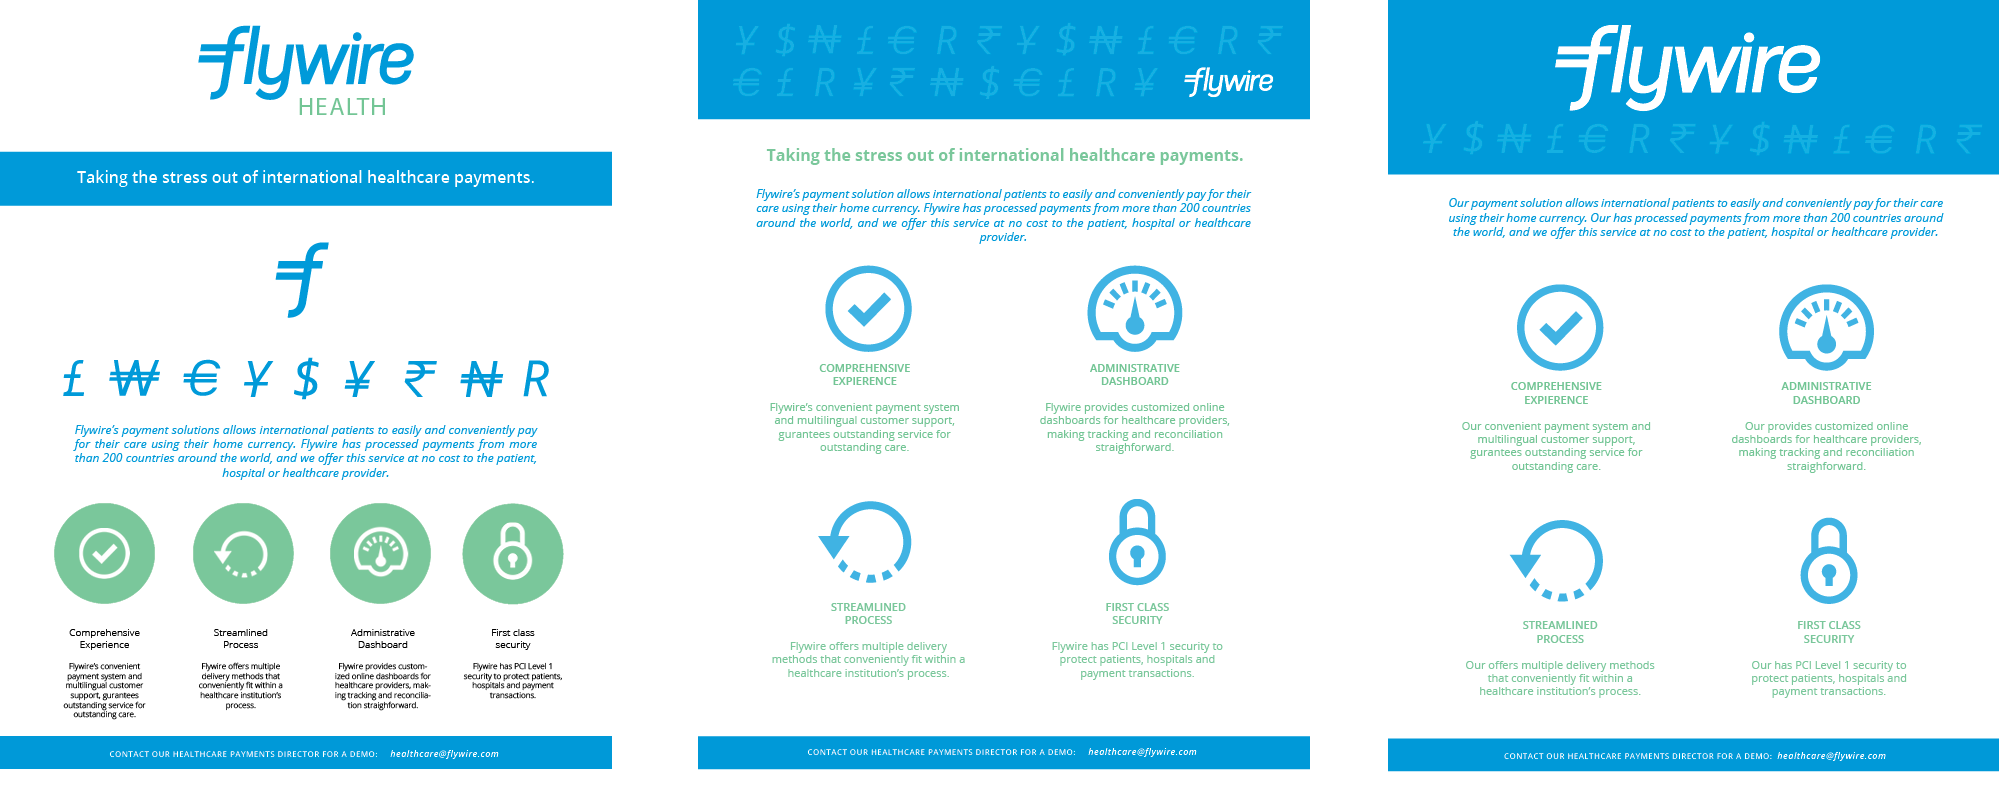 flywire
HEALTH
Taking the stress out of international healthcare payments.
£ ₩ € ¥ $ ¥ ₹ ₦ R
Flywire's payment solutions allows international patients to easily and conveniently pay
for their care using their home currency. Flywire has processed payments from more
than 200 countries around the world, and we offer this service at no cost to the patient,
hospital or healthcare provider.
Comprehensive
Experience
Flywire's convenient
payment system and
multilingual customer
support, gurantees
outstanding service for
outstanding care.
Streamlined
Process
Flywire offers multiple
delivery methods that
conveniently fit within a
healthcare institution's
process.
Administrative
Dashboard
Flywire provides custom-
ized online dashboards for
healthcare providers, mak-
ing tracking and reconcilia-
tion straighforward.
First class
security
Flywire has PCI Level 1
security to protect patients,
hospitals and payment
transactions.
CONTACT OUR HEALTHCARE PAYMENTS DIRECTOR FOR A DEMO: healthcare@flywire.com
¥ $ ₦ £ € R ₹ ¥ $ ₦ £ € R ₹
€ £ R ¥ ₹ ₦ $ € £ R ¥ flywire
Taking the stress out of international healthcare payments.
Flywire's payment solution allows international patients to easily and conveniently pay for their
care using their home currency. Flywire has processed payments from more than 200 countries
around the world, and we offer this service at no cost to the patient, hospital or healthcare
provider.
COMPREHENSIVE
EXPIERENCE
Flywire's convenient payment system
and multilingual customer support,
gurantees outstanding service for
outstanding care.
ADMINISTRATIVE
DASHBOARD
Flywire provides customized online
dashboards for healthcare providers,
making tracking and reconciliation
straighforward.
STREAMLINED
PROCESS
Flywire offers multiple delivery
methods that conveniently fit within a
healthcare institution's process.
FIRST CLASS
SECURITY
Flywire has PCI Level 1 security to
protect patients, hospitals and
payment transactions.
CONTACT OUR HEALTHCARE PAYMENTS DIRECTOR FOR A DEMO: healthcare@flywire.com
flywire
¥ $ ₦ £ € R ₹ ¥ $ ₦ £ € R ₹
Our payment solution allows international patients to easily and conveniently pay for their care
using their home currency. Our has processed payments from more than 200 countries around
the world, and we offer this service at no cost to the patient, hospital or healthcare provider.
COMPREHENSIVE
EXPIERENCE
Our convenient payment system and
multilingual customer support,
gurantees outstanding service for
outstanding care.
ADMINISTRATIVE
DASHBOARD
Our provides customized online
dashboards for healthcare providers,
making tracking and reconciliation
straighforward.
STREAMLINED
PROCESS
Our offers multiple delivery methods
that conveniently fit within a
healthcare institution's process.
FIRST CLASS
SECURITY
Our has PCI Level 1 security to
protect patients, hospitals and
payment transactions.
CONTACT OUR HEALTHCARE PAYMENTS DIRECTOR FOR A DEMO: healthcare@flywire.com